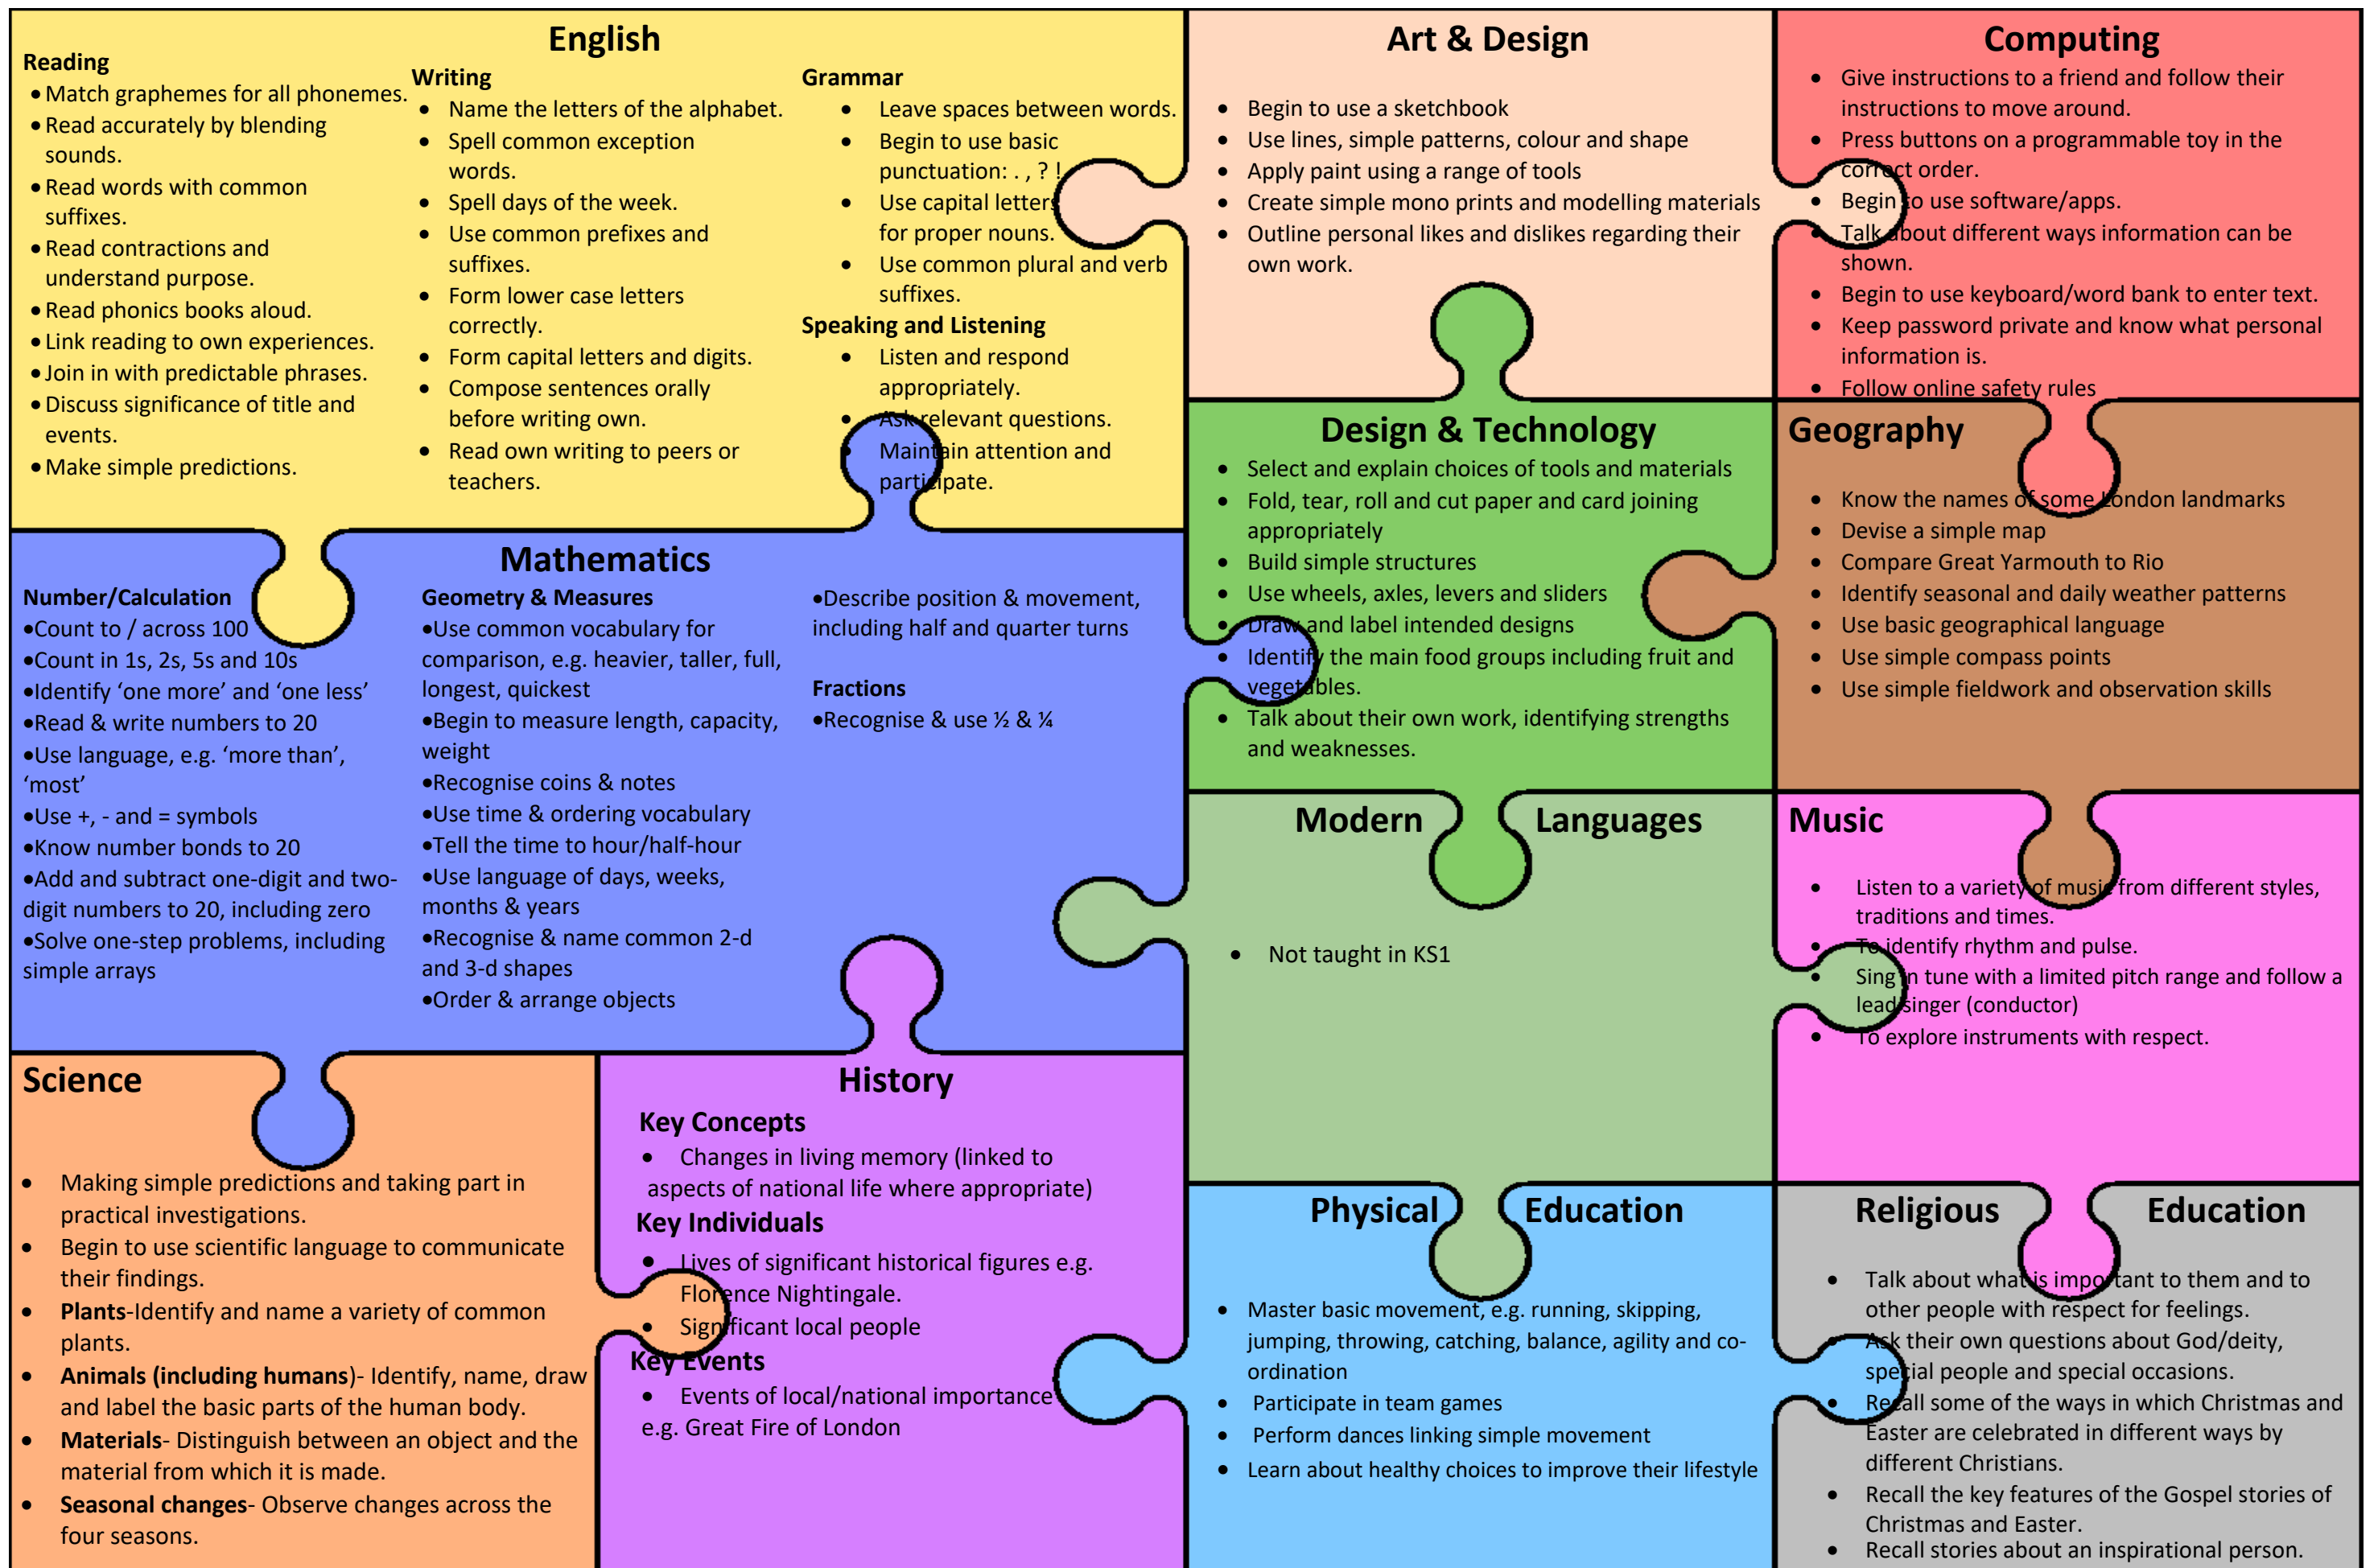 English
Reading
• Match graphemes for all phonemes.
• Read accurately by blending
sounds.
• Read words with common
suffixes.
• Read contractions and
understand purpose.
• Read phonics books aloud.
• Link reading to own experiences.
• Join in with predictable phrases.
• Discuss significance of title and
events.
• Make simple predictions.
Writing
• Name the letters of the alphabet.
• Spell common exception
words.
• Spell days of the week.
• Use common prefixes and
suffixes.
• Form lower case letters
correctly.
• Form capital letters and digits.
• Compose sentences orally
before writing own.
• Read own writing to peers or
teachers.
Grammar
• Leave spaces between words.
• Begin to use basic
punctuation: . , ? !
• Use capital letters
for proper nouns.
• Use common plural and verb
suffixes.
Speaking and Listening
• Listen and respond
appropriately.
• Ask relevant questions.
• Maintain attention and
participate.
Art & Design
• Begin to use a sketchbook
• Use lines, simple patterns, colour and shape
• Apply paint using a range of tools
• Create simple mono prints and modelling materials
• Outline personal likes and dislikes regarding their
own work.
Computing
• Give instructions to a friend and follow their
instructions to move around.
• Press buttons on a programmable toy in the
correct order.
• Begin to use software/apps.
• Talk about different ways information can be
shown.
• Begin to use keyboard/word bank to enter text.
• Keep password private and know what personal
information is.
• Follow online safety rules
Mathematics
Number/Calculation
•Count to / across 100
•Count in 1s, 2s, 5s and 10s
•Identify ‘one more’ and ‘one less’
•Read & write numbers to 20
•Use language, e.g. ‘more than’,
‘most’
•Use +, - and = symbols
•Know number bonds to 20
•Add and subtract one-digit and two-
digit numbers to 20, including zero
•Solve one-step problems, including
simple arrays
Geometry & Measures
•Use common vocabulary for
comparison, e.g. heavier, taller, full,
longest, quickest
•Begin to measure length, capacity,
weight
•Recognise coins & notes
•Use time & ordering vocabulary
•Tell the time to hour/half-hour
•Use language of days, weeks,
months & years
•Recognise & name common 2-d
and 3-d shapes
•Order & arrange objects
•Describe position & movement,
including half and quarter turns
Fractions
•Recognise & use ½ & ¼
Design & Technology
• Select and explain choices of tools and materials
• Fold, tear, roll and cut paper and card joining
appropriately
• Build simple structures
• Use wheels, axles, levers and sliders
• Draw and label intended designs
• Identify the main food groups including fruit and
vegetables.
• Talk about their own work, identifying strengths
and weaknesses.
Geography
• Know the names of some London landmarks
• Devise a simple map
• Compare Great Yarmouth to Rio
• Identify seasonal and daily weather patterns
• Use basic geographical language
• Use simple compass points
• Use simple fieldwork and observation skills
Modern Languages
• Not taught in KS1
Music
• Listen to a variety of music from different styles,
traditions and times.
• To identify rhythm and pulse.
• Sing in tune with a limited pitch range and follow a
lead singer (conductor)
• To explore instruments with respect.
Science
• Making simple predictions and taking part in
practical investigations.
• Begin to use scientific language to communicate
their findings.
• Plants-Identify and name a variety of common
plants.
• Animals (including humans)- Identify, name, draw
and label the basic parts of the human body.
• Materials- Distinguish between an object and the
material from which it is made.
• Seasonal changes- Observe changes across the
four seasons.
History
Key Concepts
• Changes in living memory (linked to
aspects of national life where appropriate)
Key Individuals
• Lives of significant historical figures e.g.
Florence Nightingale.
• Significant local people
Key Events
• Events of local/national importance
e.g. Great Fire of London
Physical Education
• Master basic movement, e.g. running, skipping,
jumping, throwing, catching, balance, agility and co-
ordination
• Participate in team games
• Perform dances linking simple movement
• Learn about healthy choices to improve their lifestyle
Religious Education
• Talk about what is important to them and to
other people with respect for feelings.
• Ask their own questions about God/deity,
special people and special occasions.
• Recall some of the ways in which Christmas and
Easter are celebrated in different ways by
different Christians.
• Recall the key features of the Gospel stories of
Christmas and Easter.
• Recall stories about an inspirational person.